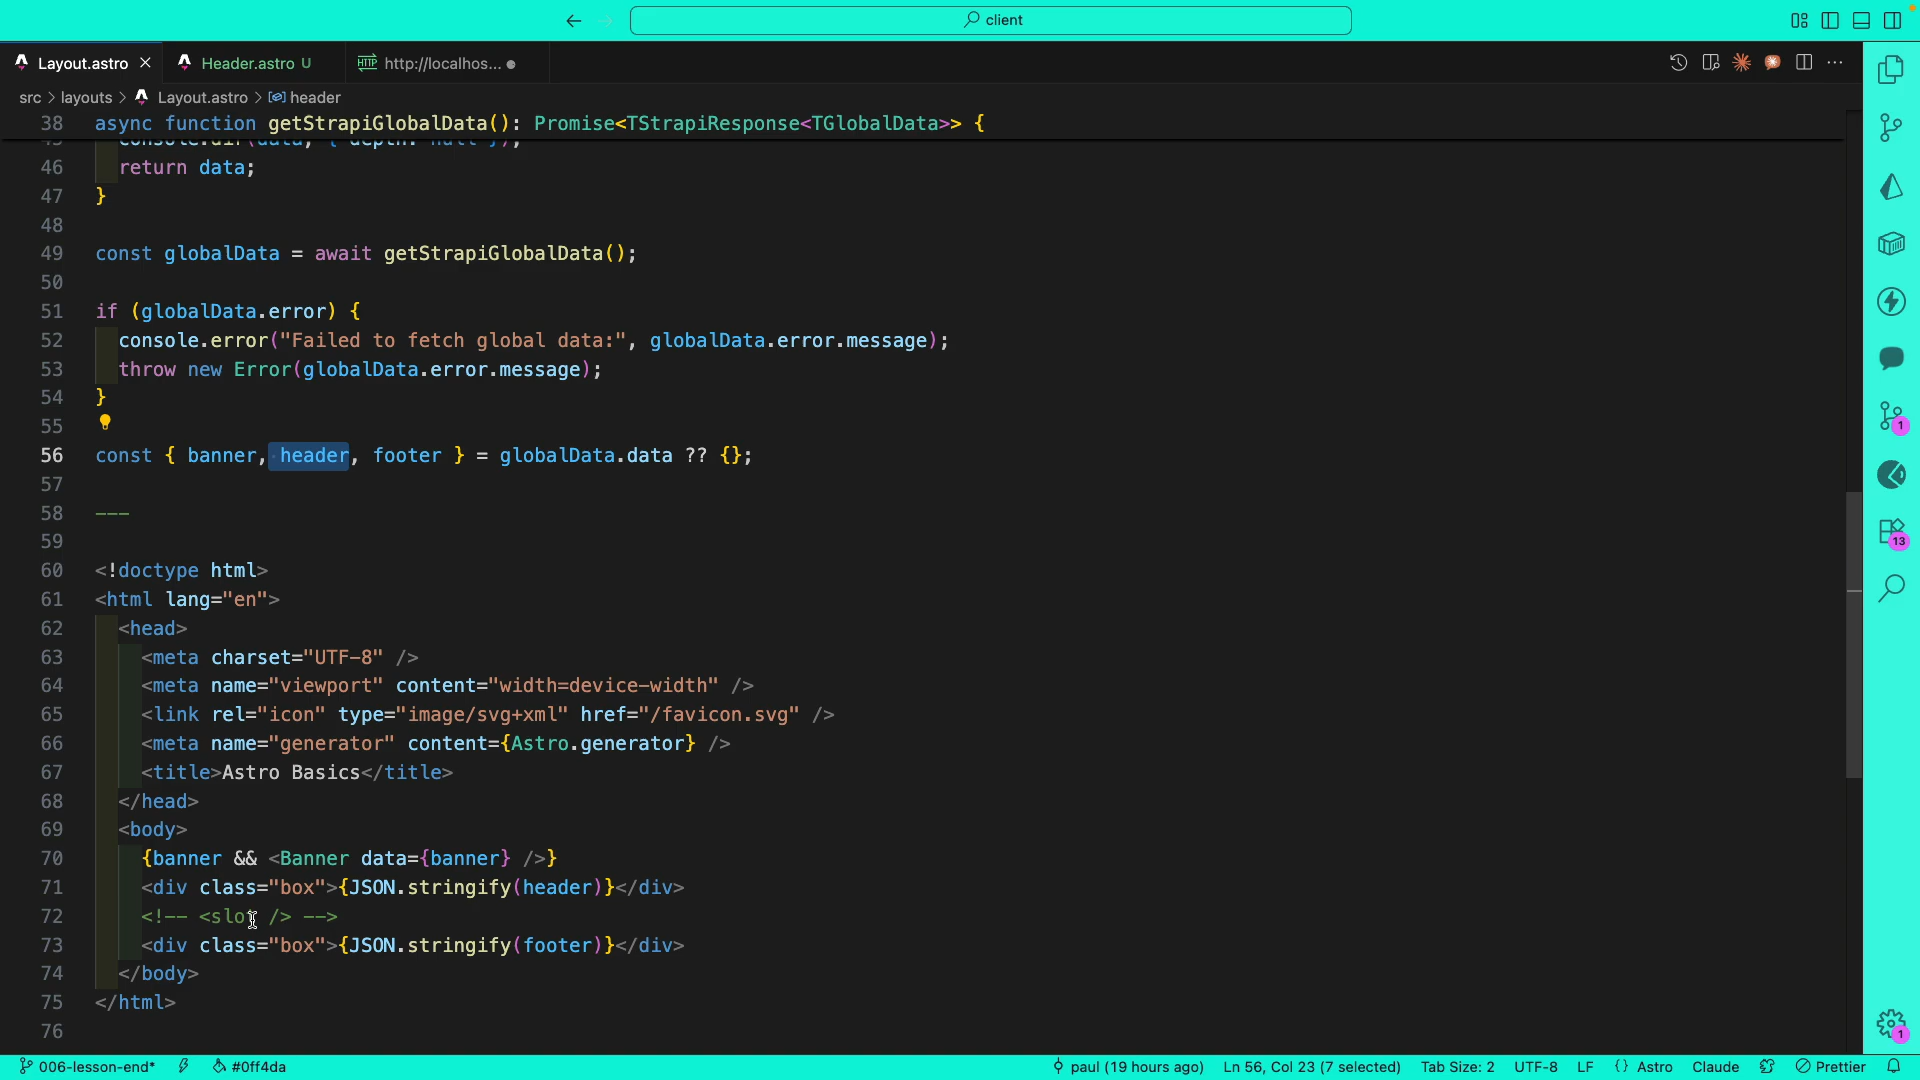 client
Layout.astro
Header.astro U
http://localhos...
src > layouts > Layout.astro > header
38 async function getStrapiGlobalData(): Promise<TStrapiResponse<TGlobalData>> {
46 return data;
47 }
48
49 const globalData = await getStrapiGlobalData();
50
51 if (globalData.error) {
52 console.error("Failed to fetch global data:", globalData.error.message);
53 throw new Error(globalData.error.message);
54 }
55
56 const { banner, header, footer } = globalData.data ?? {};
57
58 ---
59
60 <!doctype html>
61 <html lang="en">
62 <head>
63 <meta charset="UTF-8" />
64 <meta name="viewport" content="width=device-width" />
65 <link rel="icon" type="image/svg+xml" href="/favicon.svg" />
66 <meta name="generator" content={Astro.generator} />
67 <title>Astro Basics</title>
68 </head>
69 <body>
70 {banner && <Banner data={banner} />}
71 <div class="box">{JSON.stringify(header)}</div>
72 <!-- <slot /> -->
73 <div class="box">{JSON.stringify(footer)}</div>
74 </body>
75 </html>
76
1
13
1
006-lesson-end* #0ff4da paul (19 hours ago) Ln 56, Col 23 (7 selected) Tab Size: 2 UTF-8 LF {} Astro Claude Prettier